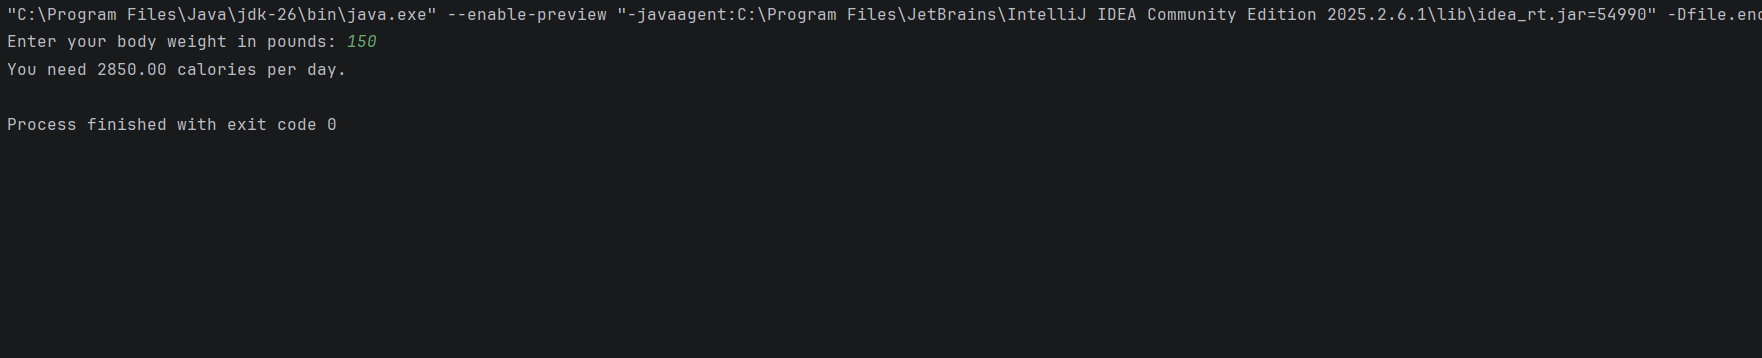 "C:\Program Files\Java\jdk-26\bin\java.exe" --enable-preview "-javaagent:C:\Program Files\JetBrains\IntelliJ IDEA Community Edition 2025.2.6.1\lib\idea_rt.jar=54990" -Dfile.enc
Enter your body weight in pounds: 150
You need 2850.00 calories per day.
Process finished with exit code 0